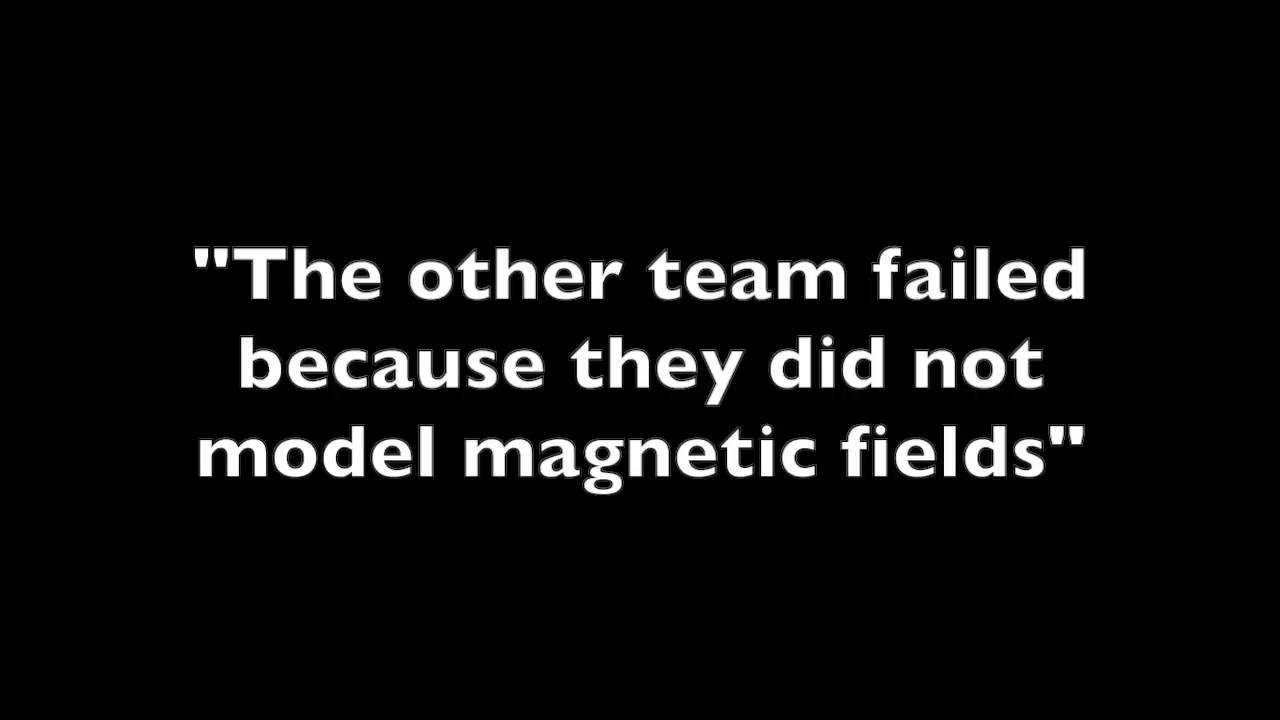 "The other team failed
because they did not
model magnetic fields"